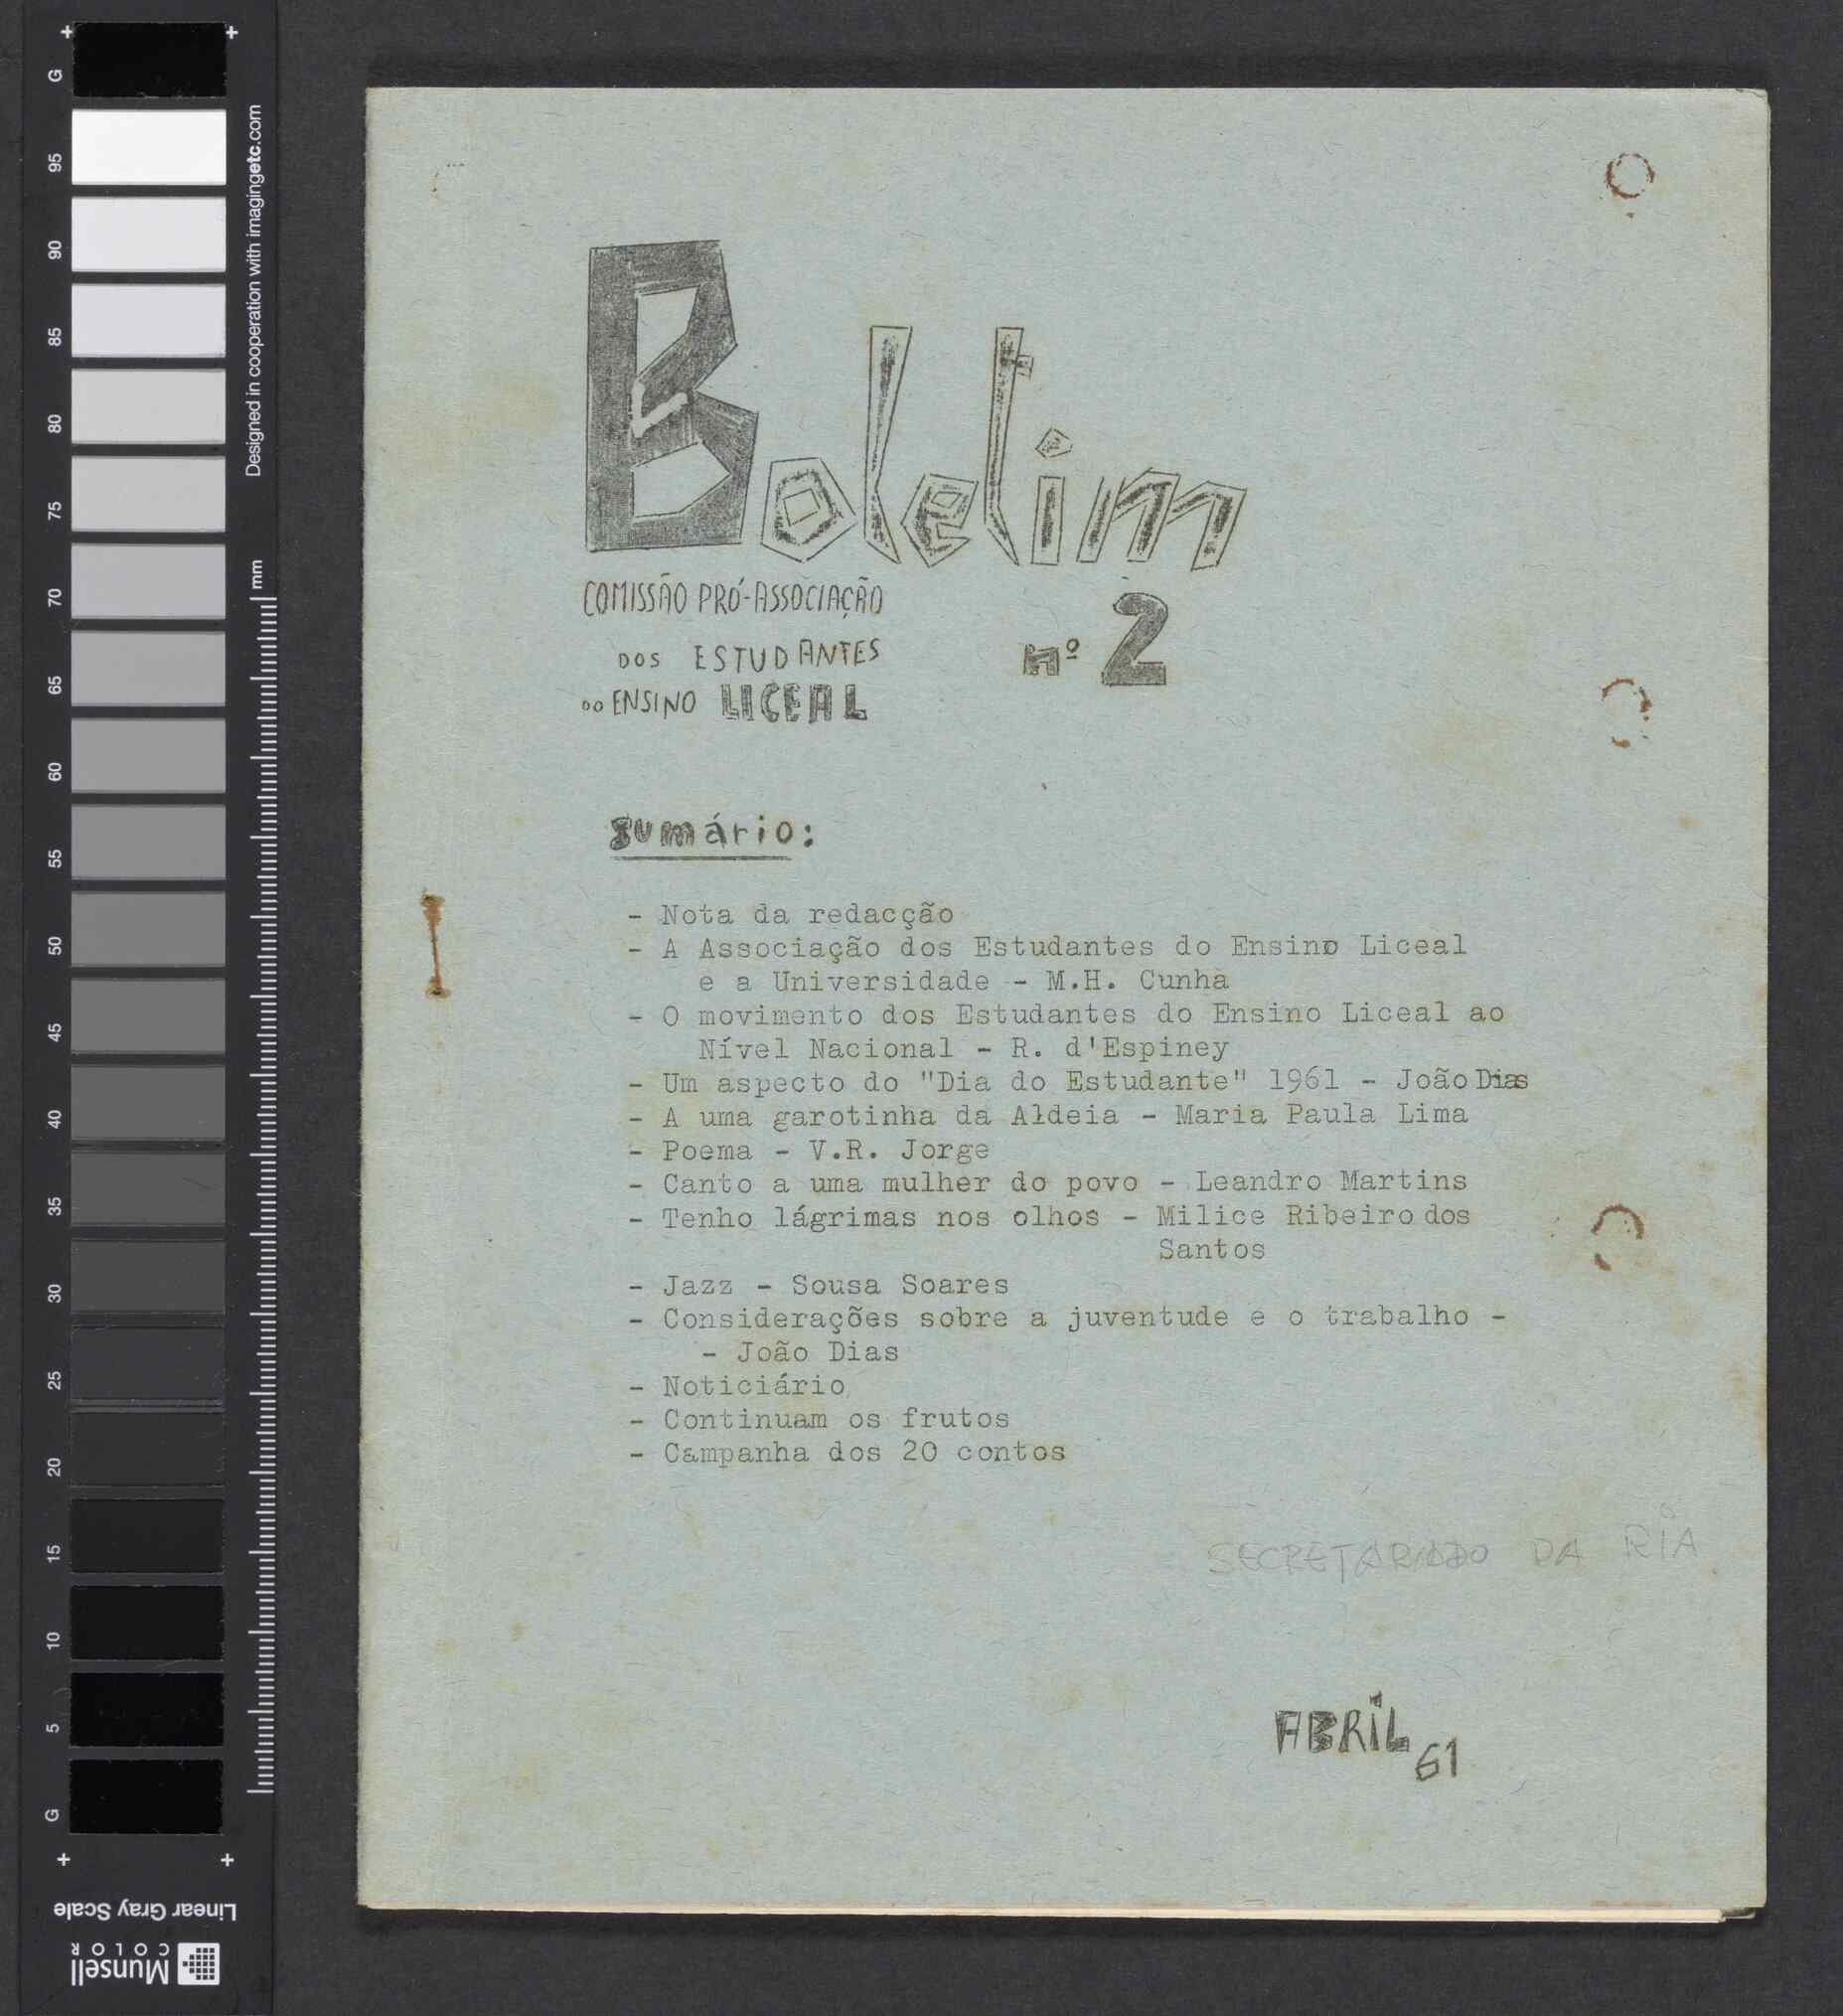 Boletim
COMISSÃO PRÓ-ASSOCIAÇÃO
DOS ESTUDANTES
DO ENSINO LICEAL
nº 2
Sumário:
- Nota da redacção
- A Associação dos Estudantes do Ensino Liceal
e a Universidade - M.H. Cunha
- O movimento dos Estudantes do Ensino Liceal ao
Nível Nacional - R. d'Espiney
- Um aspecto do "Dia do Estudante" 1961 - João Dias
- A uma garotinha da Aldeia - Maria Paula Lima
- Poema - V.R. Jorge
- Canto a uma mulher do povo - Leandro Martins
- Tenho lágrimas nos olhos - Milice Ribeiro dos
Santos
- Jazz - Sousa Soares
- Considerações sobre a juventude e o trabalho -
- João Dias
- Noticiário
- Continuam os frutos
- Campanha dos 20 contos
SECRETARIADO DA RIA
ABRIL 61
G
95
90
85
80
75
70
65
60
55
50
45
40
35
30
25
20
15
10
5
G
Designed in cooperation with imagingetc.com
mm
Linear Gray Scale
Munsell
COLOR